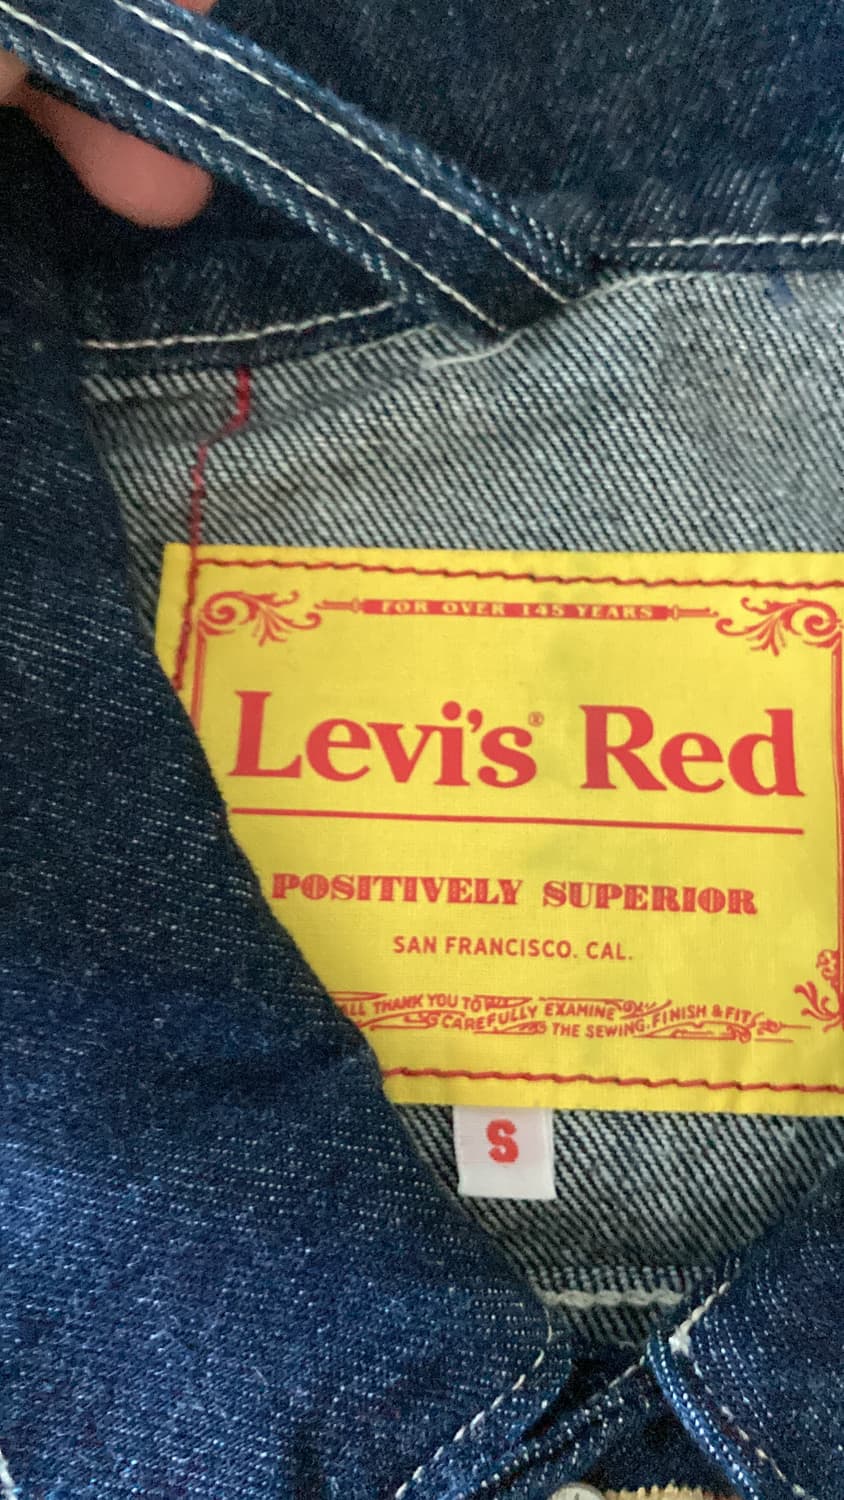 FOR OVER 145 YEARS
Levi's® Red
POSITIVELY SUPERIOR
SAN FRANCISCO. CAL.
THANK YOU TO EXAMINE FINISH & FIT
CAREFULLY THE SEWING.
S